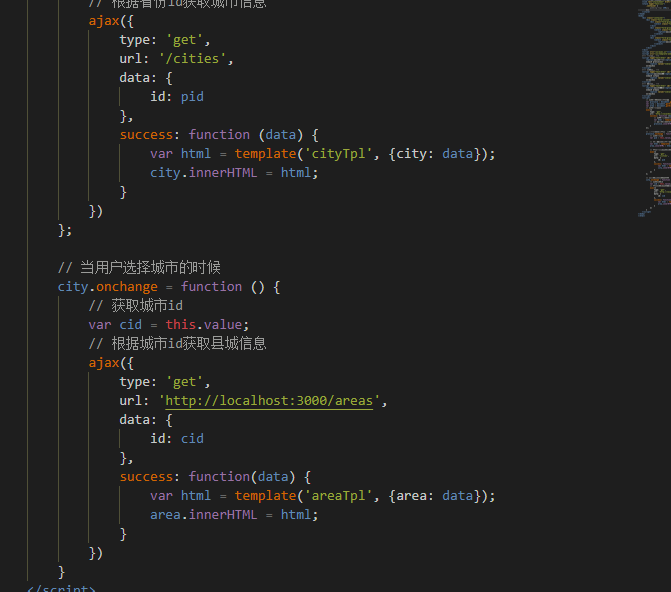 // 根据省份id获取城市信息
ajax({
type: 'get',
url: '/cities',
data: {
id: pid
},
success: function (data) {
var html = template('cityTpl', {city: data});
city.innerHTML = html;
}
})
};
// 当用户选择城市的时候
city.onchange = function () {
// 获取城市id
var cid = this.value;
// 根据城市id获取县城信息
ajax({
type: 'get',
url: 'http://localhost:3000/areas',
data: {
id: cid
},
success: function(data) {
var html = template('areaTpl', {area: data});
area.innerHTML = html;
}
})
}
</script>